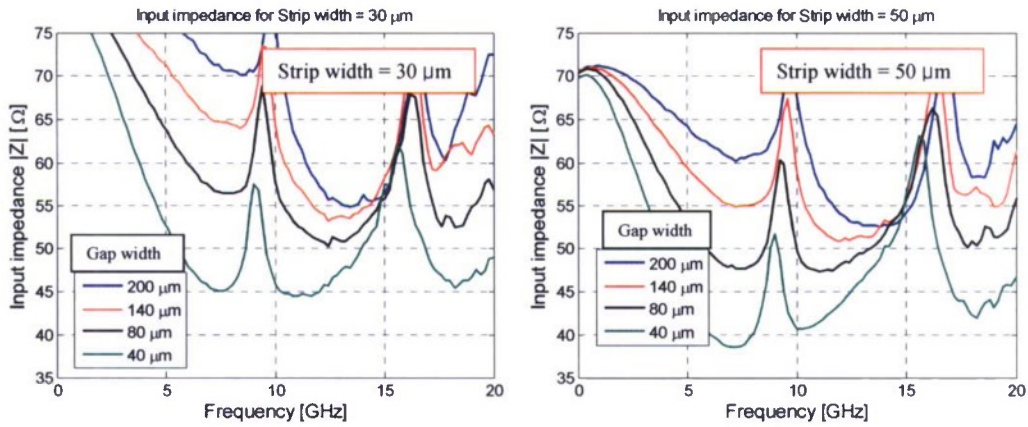 Input impedance for Strip width = 30 μm
75
70
65
60
55
50
45
40
35
Input impedance |Z| [Ω]
Strip width = 30 μm
Gap width
200 μm
140 μm
80 μm
40 μm
0
5
10
15
20
Frequency [GHz]
Input impedance for Strip width = 50 μm
75
70
65
60
55
50
45
40
35
Input impedance |Z| [Ω]
Strip width = 50 μm
Gap width
200 μm
140 μm
80 μm
40 μm
0
5
10
15
20
Frequency [GHz]